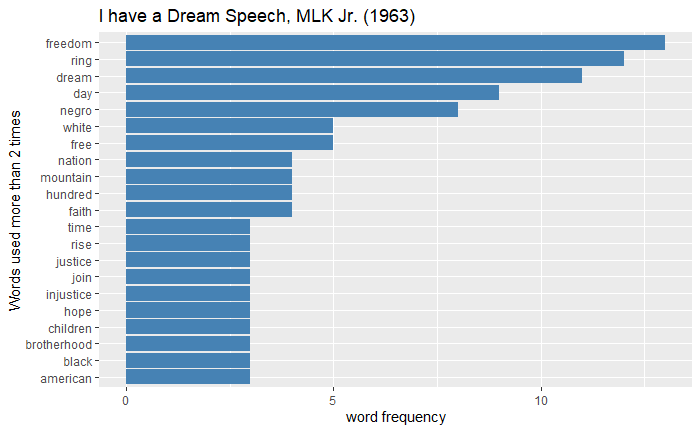 I have a Dream Speech, MLK Jr. (1963)
Words used more than 2 times
freedom
ring
dream
day
negro
white
free
nation
mountain
hundred
faith
time
rise
justice
join
injustice
hope
children
brotherhood
black
american
0 5 10
word frequency